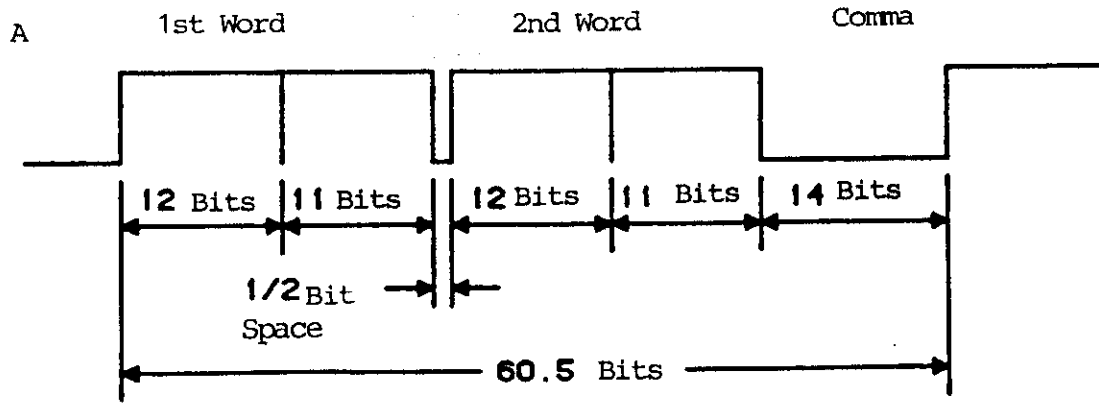 A 1st Word 2nd Word Comma
12 Bits 11 Bits 12 Bits 11 Bits 14 Bits
1/2 Bit
Space
60.5 Bits